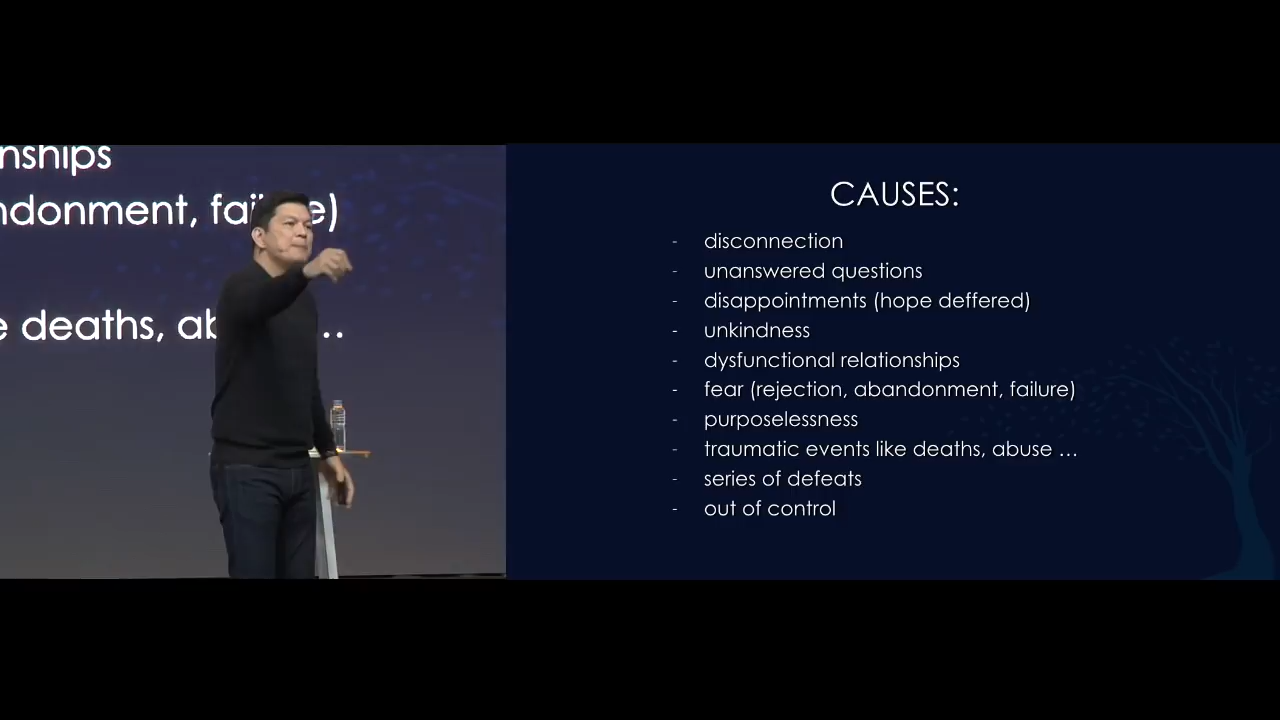 nships
ndonment, fai e)
e deaths, ab ..
CAUSES:
- disconnection
- unanswered questions
- disappointments (hope deffered)
- unkindness
- dysfunctional relationships
- fear (rejection, abandonment, failure)
- purposelessness
- traumatic events like deaths, abuse ...
- series of defeats
- out of control